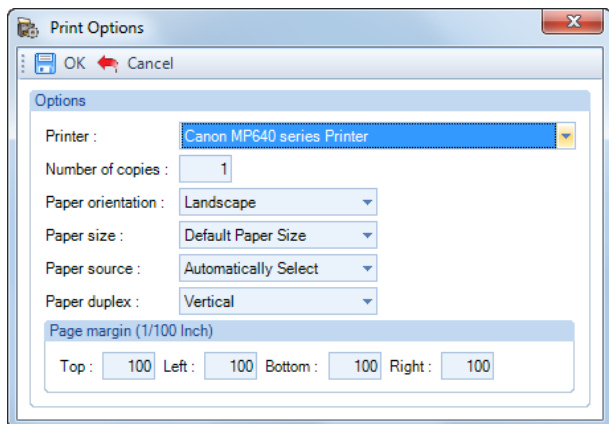 Print Options
OK Cancel
Options
Printer : Canon MP640 series Printer
Number of copies : 1
Paper orientation : Landscape
Paper size : Default Paper Size
Paper source : Automatically Select
Paper duplex : Vertical
Page margin (1/100 Inch)
Top : 100 Left : 100 Bottom : 100 Right : 100